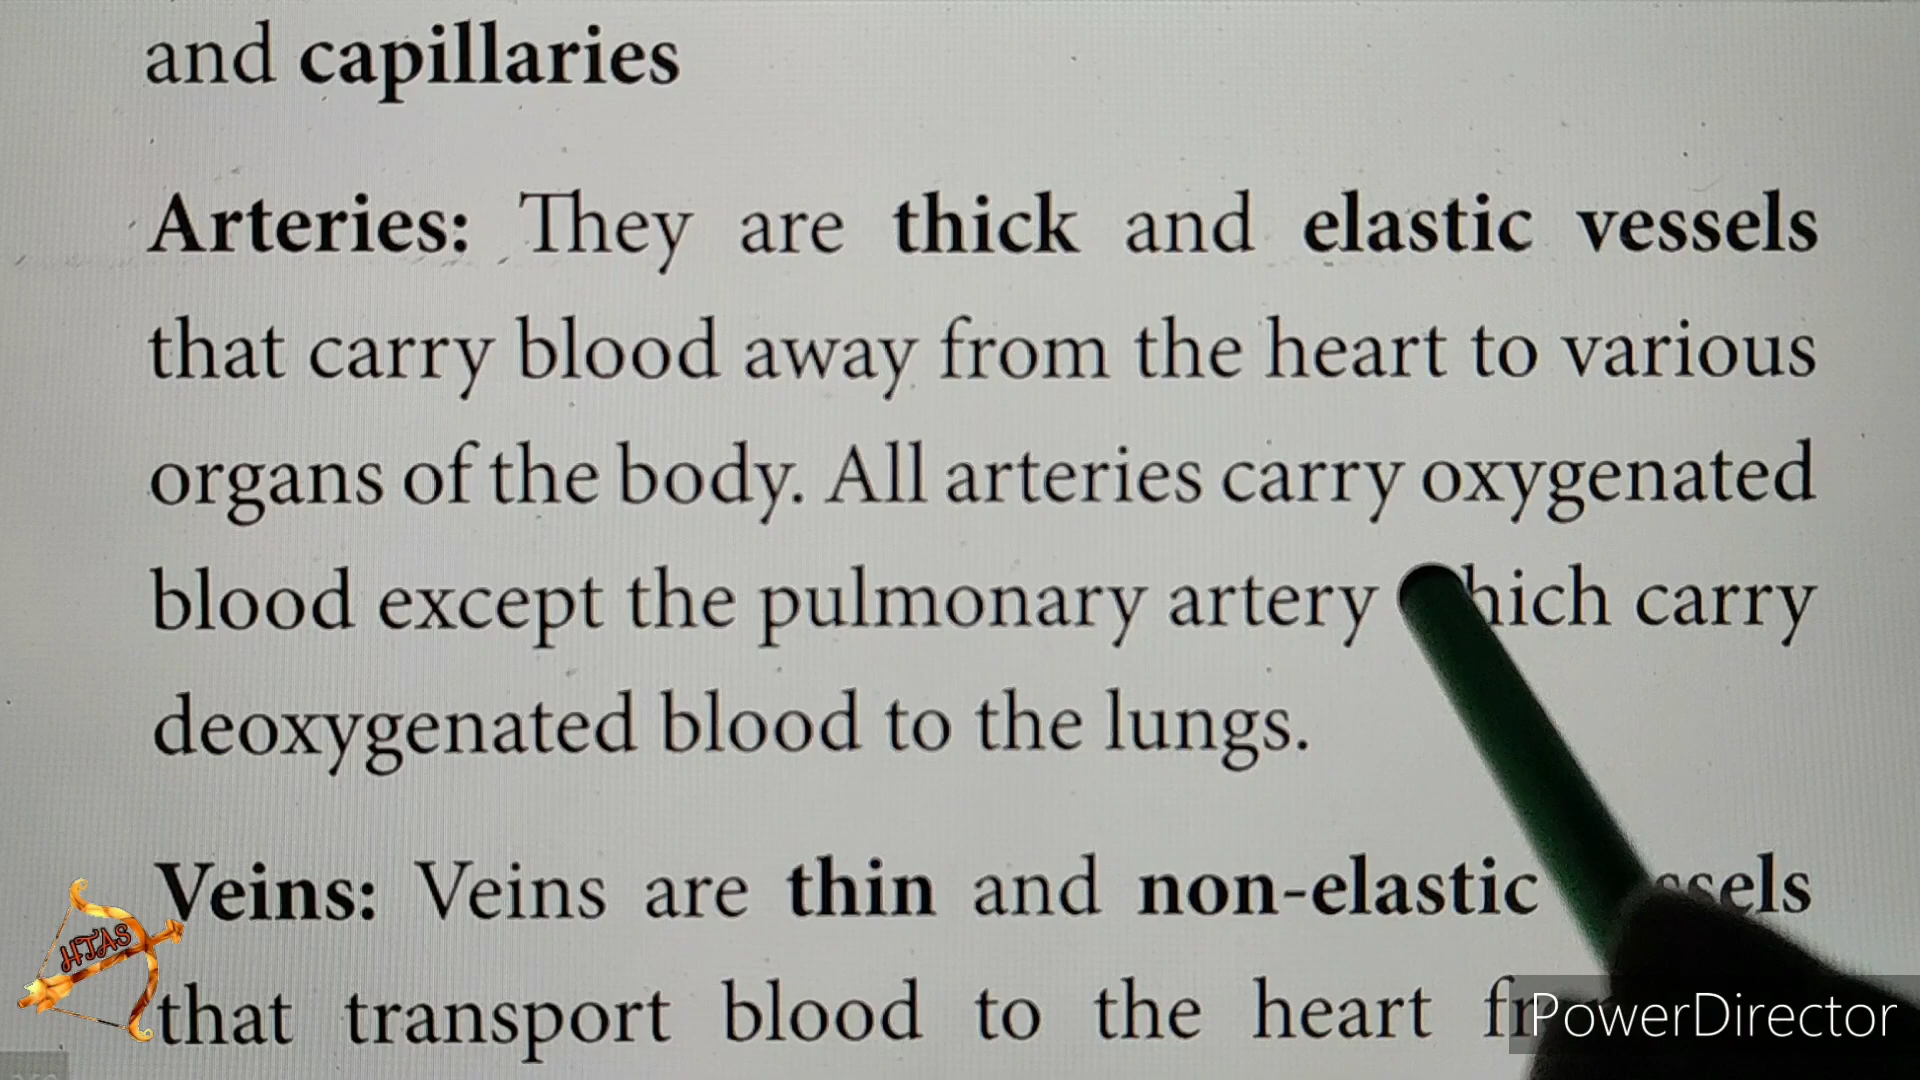 and capillaries
Arteries: They are thick and elastic vessels
that carry blood away from the heart to various
organs of the body. All arteries carry oxygenated
blood except the pulmonary artery carry
deoxygenated blood to the lungs.
Veins: Veins are thin and non-elastic
that transport blood to the heart
HTAS
PowerDirector